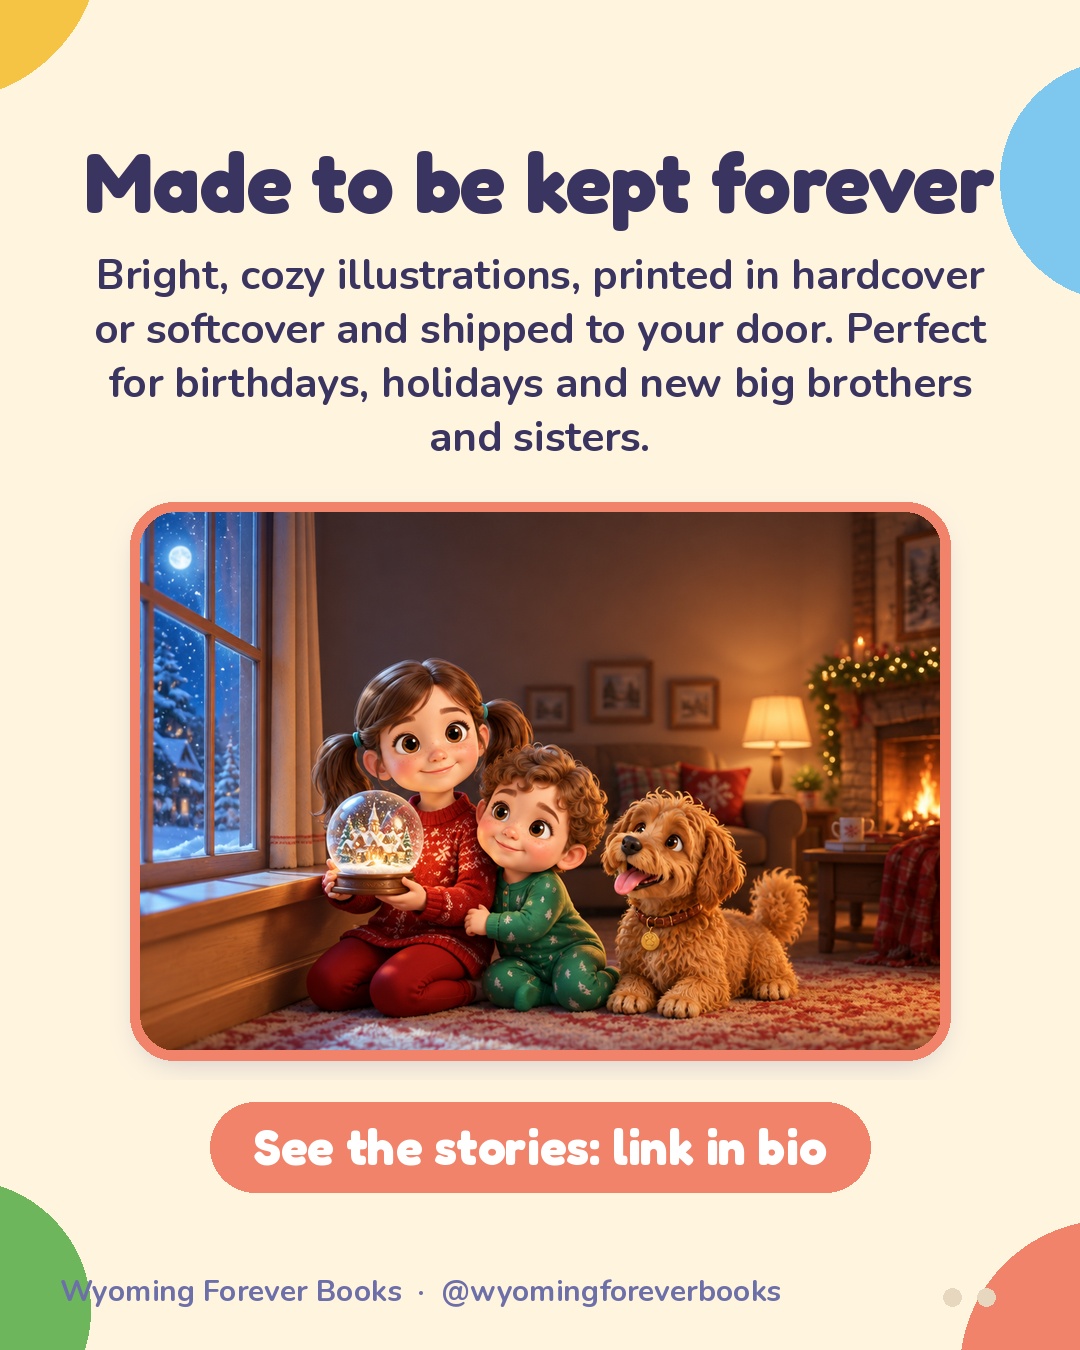 Made to be kept forever
Bright, cozy illustrations, printed in hardcover
or softcover and shipped to your door. Perfect
for birthdays, holidays and new big brothers
and sisters.
See the stories: link in bio
Wyoming Forever Books · @wyomingforeverbooks